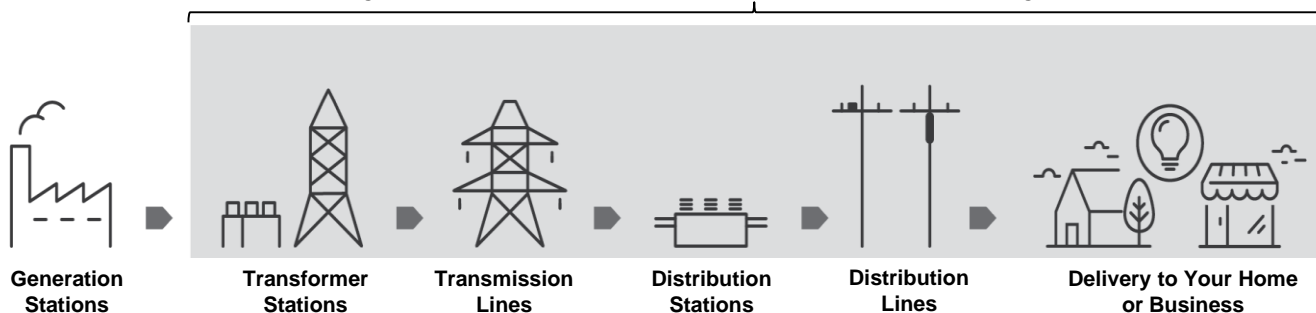 Generation
Stations
Transformer
Stations
Transmission
Lines
Distribution
Stations
Distribution
Lines
Delivery to Your Home
or Business